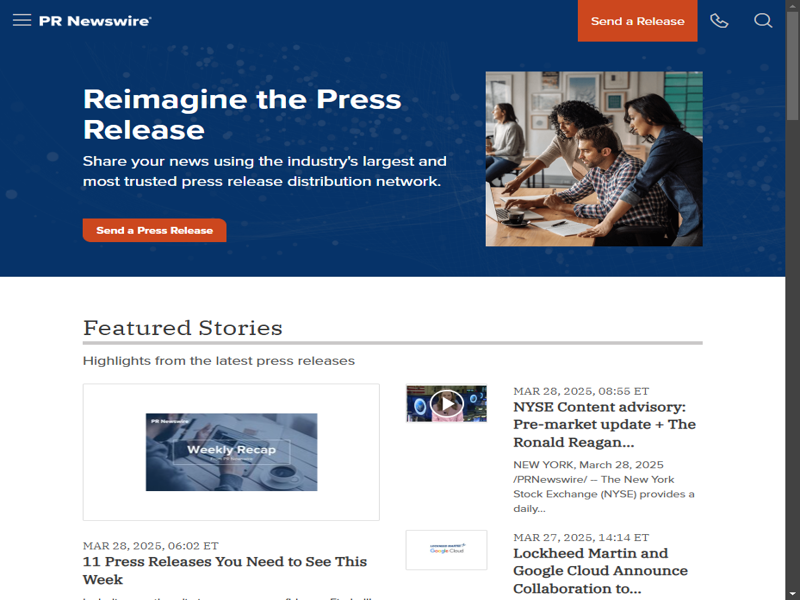 PR Newswire
Send a Release
Reimagine the Press
Release
Share your news using the industry's largest and
most trusted press release distribution network.
Send a Press Release
Featured Stories
Highlights from the latest press releases
PR Newswire
Weekly Recap
MAR 28, 2025, 06:02 ET
11 Press Releases You Need to See This
Week
MAR 28, 2025, 08:55 ET
NYSE Content advisory:
Pre-market update + The
Ronald Reagan...
NEW YORK, March 28, 2025
/PRNewswire/ -- The New York
Stock Exchange (NYSE) provides a
daily...
LOCKHEED MARTIN
Google Cloud
MAR 27, 2025, 14:14 ET
Lockheed Martin and
Google Cloud Announce
Collaboration to...